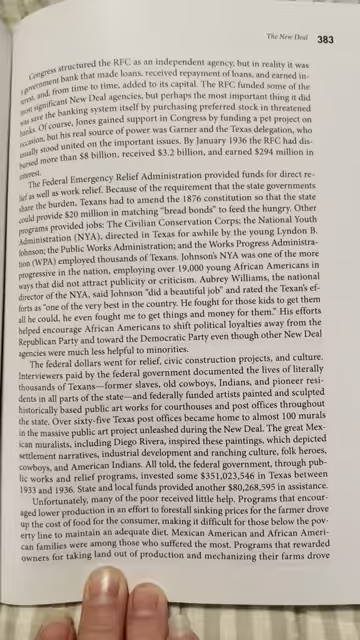 The New Deal 383
Congress structured the RFC as an independent agency, but in reality it was
a government bank that made loans, received repayment of loans, and earned in-
terest, and, from time to time, added to its capital. The RFC funded some of the
most significant New Deal agencies, but perhaps the most important thing it did
was save the banking system itself by purchasing preferred stock in threatened
banks. Of course, Jones gained support in Congress by funding a pet project on
occasion, but his real source of power was Garner and the Texas delegation, who
usually stood united on the important issues. By January 1936 the RFC had dis-
bursed more than $8 billion, received $3.2 billion, and earned $294 million in
interest.
The Federal Emergency Relief Administration provided funds for direct re-
lief as well as work relief. Because of the requirement that the state governments
share the burden, Texans had to amend the 1876 constitution so that the state
could provide $20 million in matching "bread bonds" to feed the hungry. Other
programs provided jobs: The Civilian Conservation Corps; the National Youth
Administration (NYA), directed in Texas for awhile by the young Lyndon B.
Johnson; the Public Works Administration; and the Works Progress Administra-
tion (WPA) employed thousands of Texans. Johnson's NYA was one of the more
progressive in the nation, employing over 19,000 young African Americans in
ways that did not attract publicity or criticism. Aubrey Williams, the national
director of the NYA, said Johnson "did a beautiful job" and rated the Texan's ef-
forts as "one of the very best in the country. He fought for those kids to get them
all he could, he even fought me to get things and money for them." His efforts
helped encourage African Americans to shift political loyalties away from the
Republican Party and toward the Democratic Party even though other New Deal
agencies were much less helpful to minorities.
The federal dollars went for relief, civic construction projects, and culture.
Interviewers paid by the federal government documented the lives of literally
thousands of Texans—former slaves, old cowboys, Indians, and pioneer resi-
dents in all parts of the state—and federally funded artists painted and sculpted
historically based public art works for courthouses and post offices throughout
the state. Over sixty-five Texas post offices became home to almost 100 murals
in the massive public art project unleashed during the New Deal. The great Mex-
ican muralists, including Diego Rivera, inspired these paintings, which depicted
settlement narratives, industrial development and ranching culture, folk heroes,
cowboys, and American Indians. All told, the federal government, through pub-
lic works and relief programs, invested some $351,023,546 in Texas between
1933 and 1936. State and local funds provided another $80,268,595 in assistance.
Unfortunately, many of the poor received little help. Programs that encour-
aged lower production in an effort to forestall sinking prices for the farmer drove
up the cost of food for the consumer, making it difficult for those below the pov-
erty line to maintain an adequate diet. Mexican American and African Ameri-
can families were among those who suffered the most. Programs that rewarded
owners for taking land out of production and mechanizing their farms drove